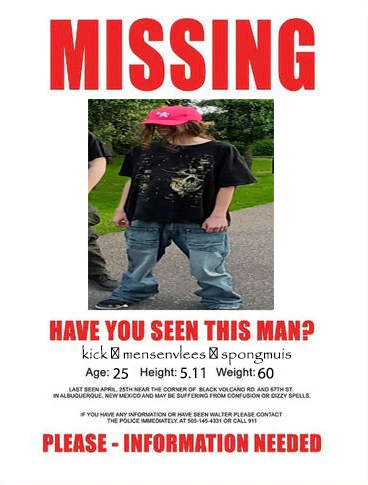 MISSING
HAVE YOU SEEN THIS MAN?
kick ⍰ mensenvlees ⍰ spongmuis
Age: 25 Height: 5.11 Weight: 60
LAST SEEN APRIL, 25TH NEAR THE CORNER OF BLACK VOLCANO RD. AND 67TH ST.
IN ALBUQUERQUE, NEW MEXICO AND MAY BE SUFFERING FROM CONFUSION OR DIZZY SPELLS.
IF YOU HAVE ANY INFORMATION OR HAVE SEEN WALTER PLEASE CONTACT
THE POLICE IMMEDIATELY. AT 505-145-4331 OR CALL 911
PLEASE - INFORMATION NEEDED